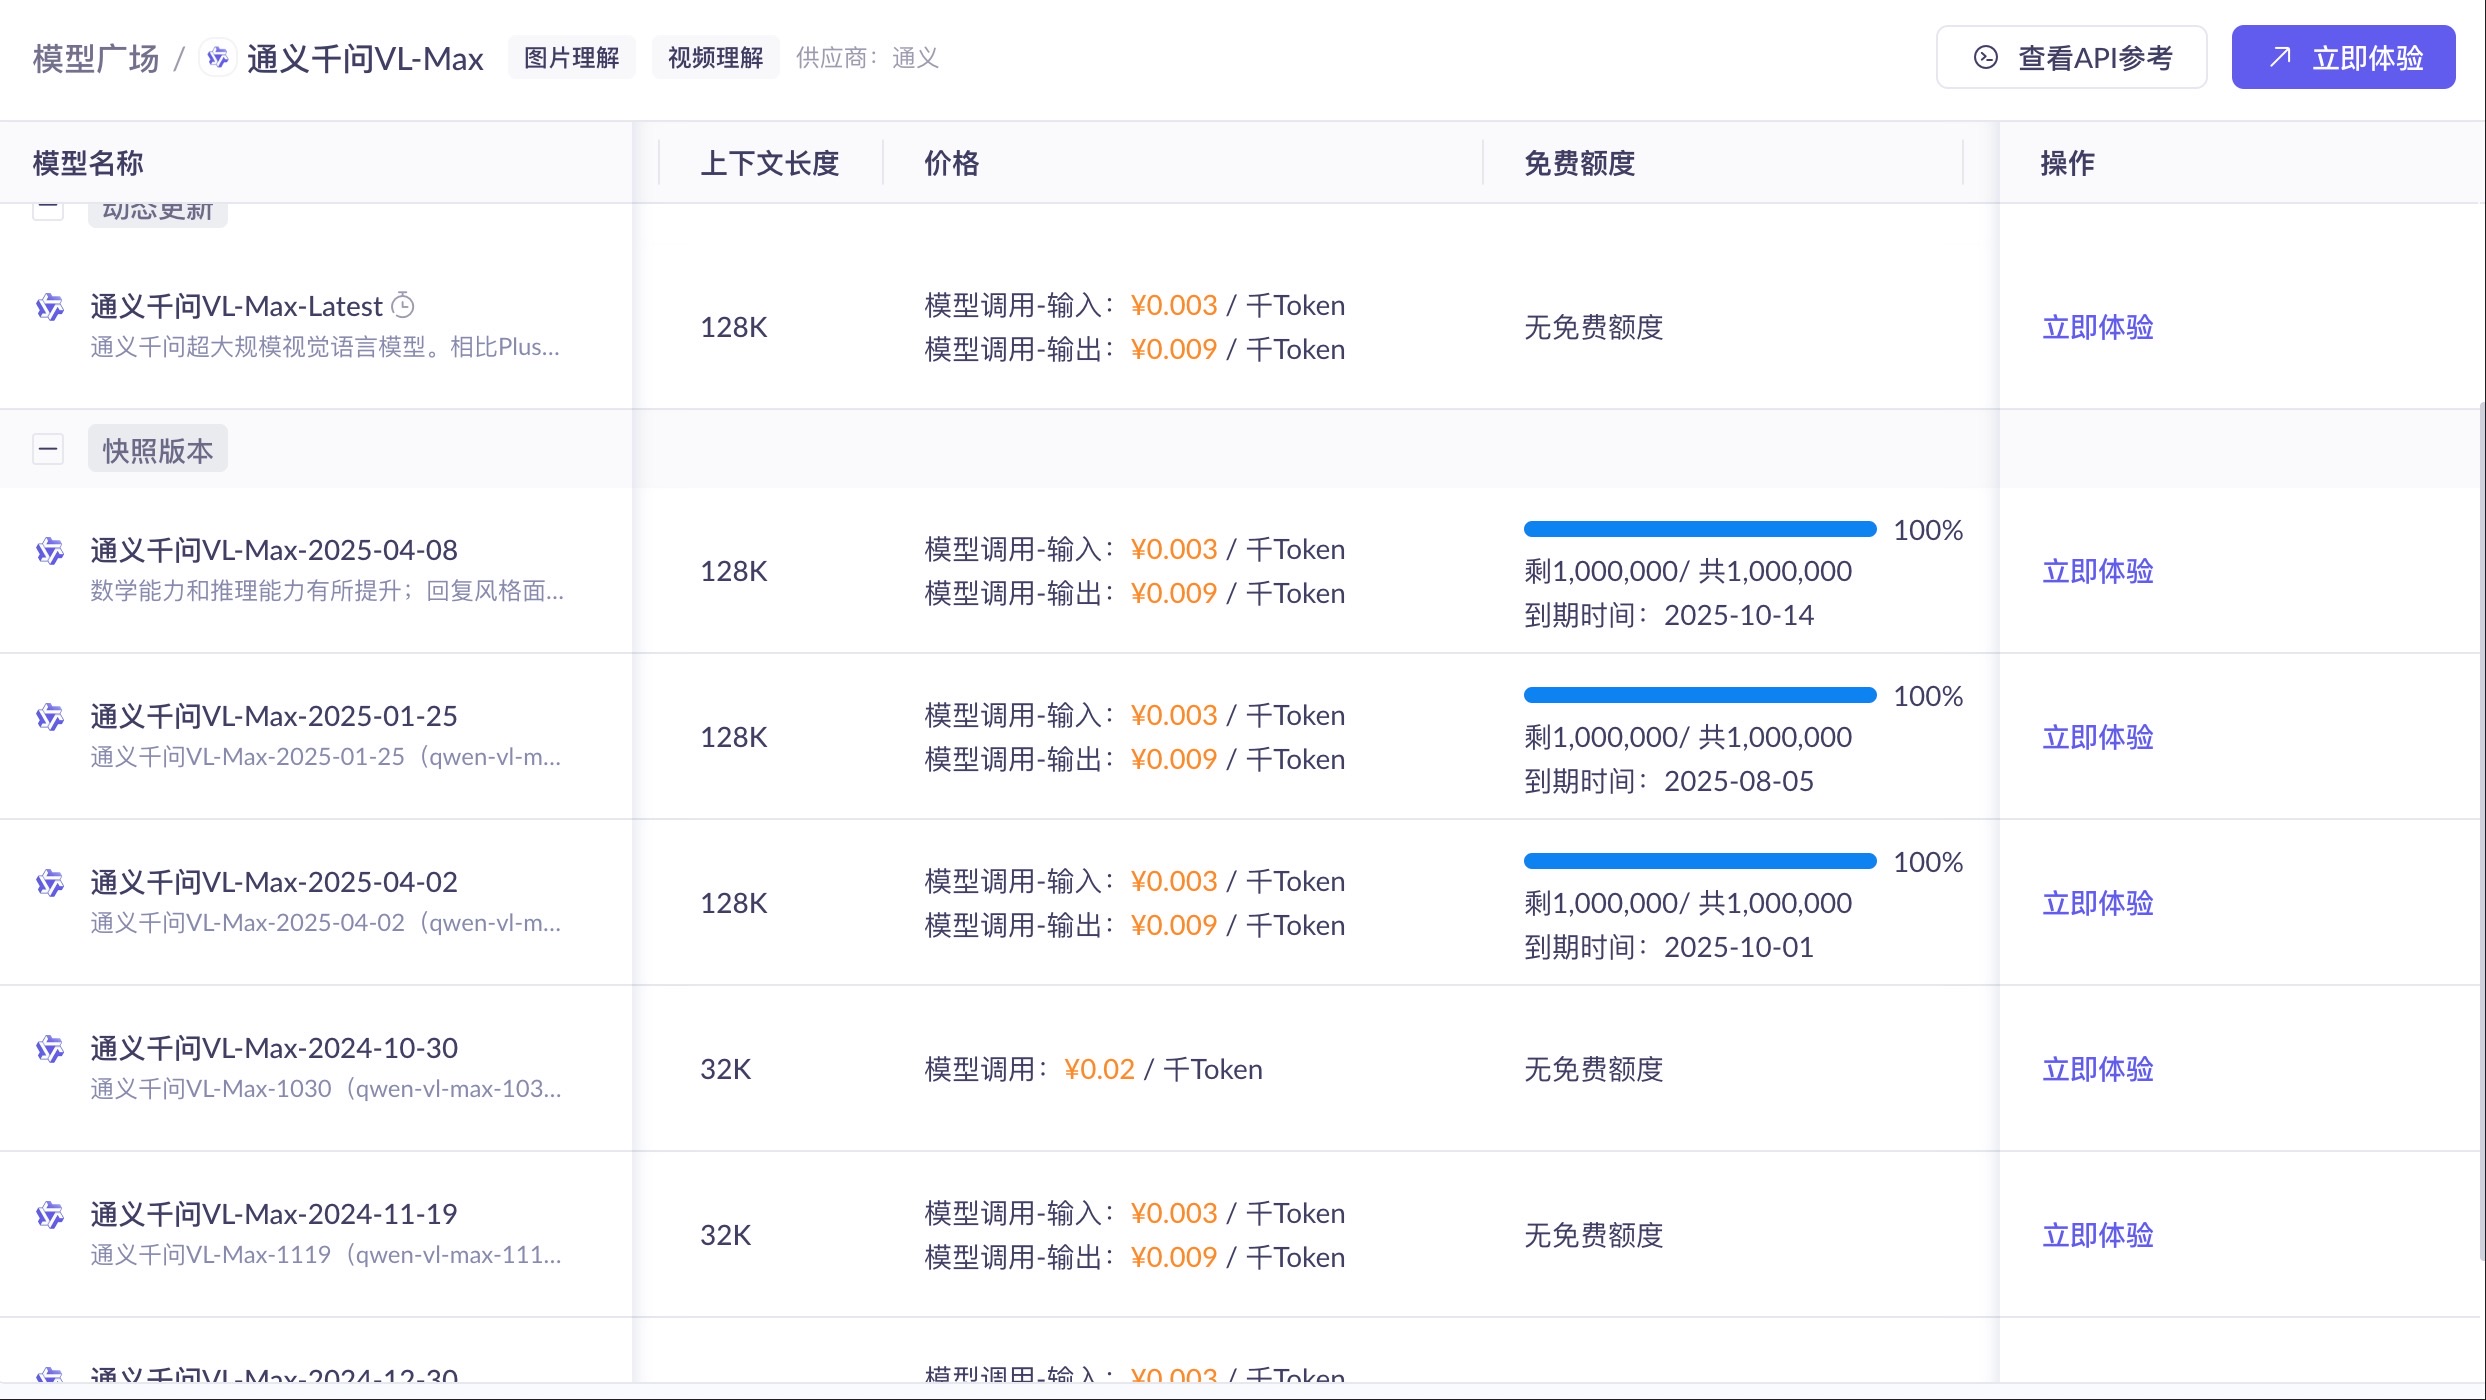 模型广场 / 通义千问VL-Max 图片理解 视频理解 供应商：通义 查看API参考 立即体验
模型名称 上下文长度 价格 免费额度 操作
动态更新
通义千问VL-Max-Latest
通义千问超大规模视觉语言模型。相比Plus...
128K
模型调用-输入：¥0.003 / 千Token
模型调用-输出：¥0.009 / 千Token
无免费额度
立即体验
快照版本
通义千问VL-Max-2025-04-08
数学能力和推理能力有所提升；回复风格面...
128K
模型调用-输入：¥0.003 / 千Token
模型调用-输出：¥0.009 / 千Token
100%
剩1,000,000/ 共1,000,000
到期时间：2025-10-14
立即体验
通义千问VL-Max-2025-01-25
通义千问VL-Max-2025-01-25（qwen-vl-m...
128K
模型调用-输入：¥0.003 / 千Token
模型调用-输出：¥0.009 / 千Token
100%
剩1,000,000/ 共1,000,000
到期时间：2025-08-05
立即体验
通义千问VL-Max-2025-04-02
通义千问VL-Max-2025-04-02（qwen-vl-m...
128K
模型调用-输入：¥0.003 / 千Token
模型调用-输出：¥0.009 / 千Token
100%
剩1,000,000/ 共1,000,000
到期时间：2025-10-01
立即体验
通义千问VL-Max-2024-10-30
通义千问VL-Max-1030（qwen-vl-max-103...
32K
模型调用：¥0.02 / 千Token
无免费额度
立即体验
通义千问VL-Max-2024-11-19
通义千问VL-Max-1119（qwen-vl-max-111...
32K
模型调用-输入：¥0.003 / 千Token
模型调用-输出：¥0.009 / 千Token
无免费额度
立即体验
通义千问VL-Max-2024-12-30
模型调用-输入：¥0.003 / 千Token